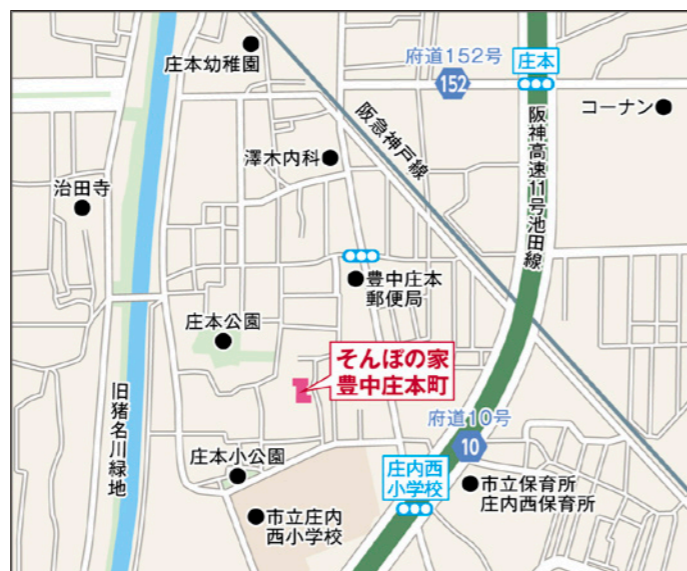 庄本幼稚園
府道152号
152
庄本
コーナン
澤木内科
阪急神戸線
阪神高速11号池田線
治田寺
豊中庄本
郵便局
庄本公園
そんぽの家
豊中庄本町
旧猪名川緑地
府道10号
10
庄本小公園
庄内西
小学校
市立保育所
庄内西保育所
市立庄内
西小学校